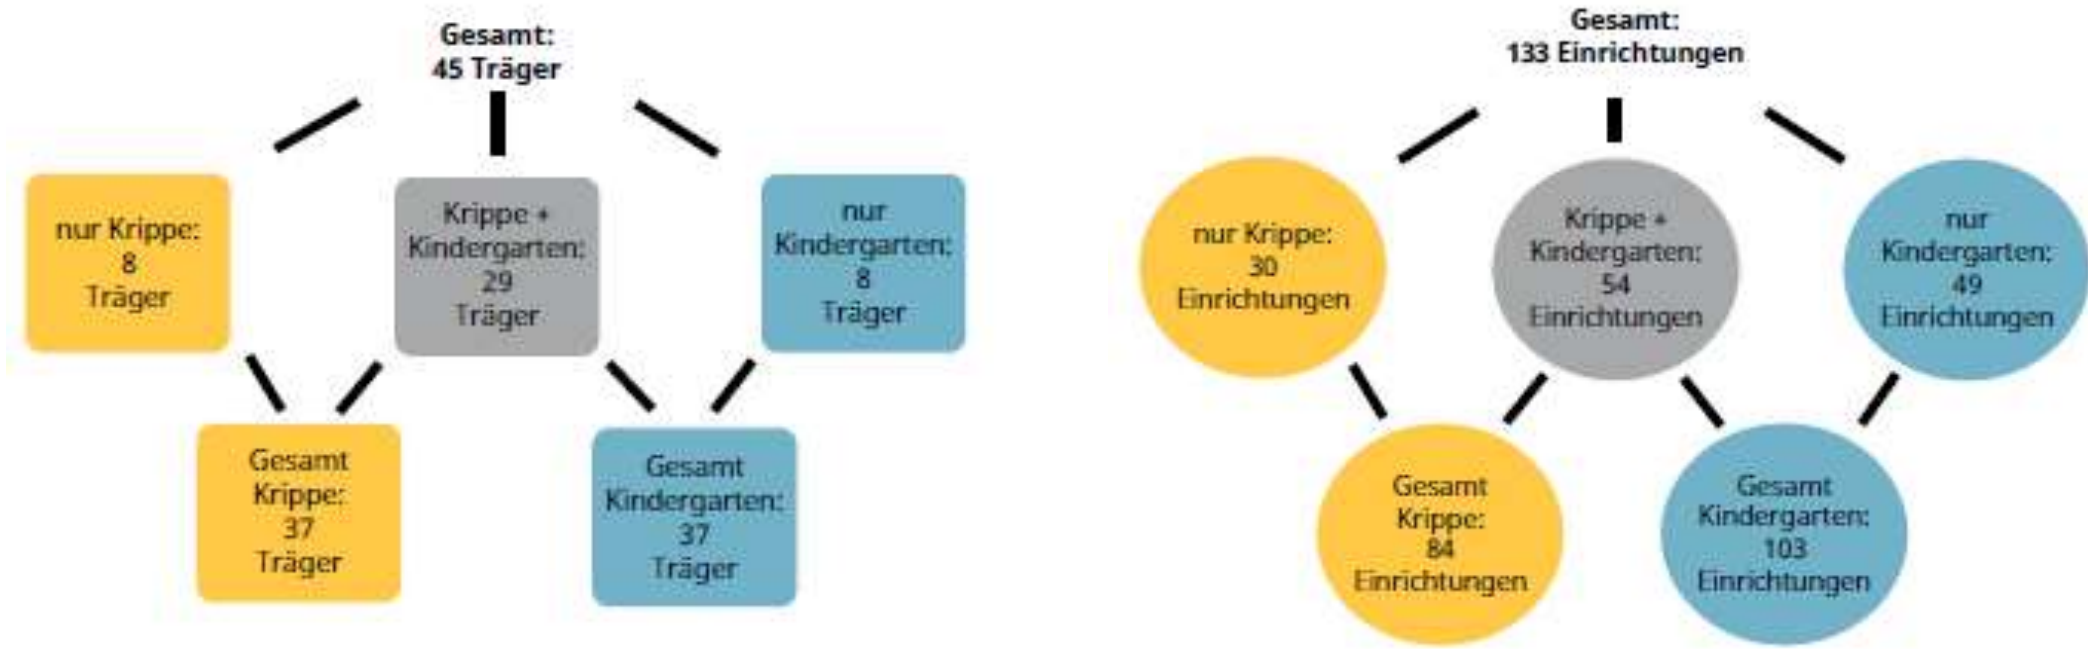 Gesamt:
45 Träger
nur Krippe:
8
Träger
Krippe +
Kindergarten:
29
Träger
nur
Kindergarten:
8
Träger
Gesamt
Krippe:
37
Träger
Gesamt
Kindergarten:
37
Träger
Gesamt:
133 Einrichtungen
nur Krippe:
30
Einrichtungen
Krippe +
Kindergarten:
54
Einrichtungen
nur
Kindergarten:
49
Einrichtungen
Gesamt
Krippe:
84
Einrichtungen
Gesamt
Kindergarten:
103
Einrichtungen